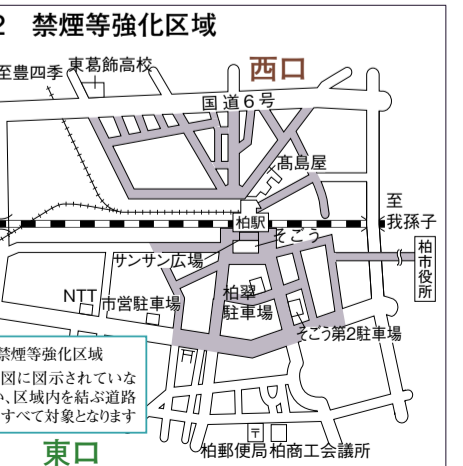 2 禁煙等強化区域
至豊四季
東葛飾高校
西口
国道6号
髙島屋
至
我孫子
柏駅
そごう
サンサン広場
柏市役所
NTT
市営駐車場
柏翠
駐車場
そごう第2駐車場
禁煙等強化区域
図に図示されていな
い、区域内を結ぶ道路
すべて対象となります
東口
〒
柏郵便局
柏商工会議所